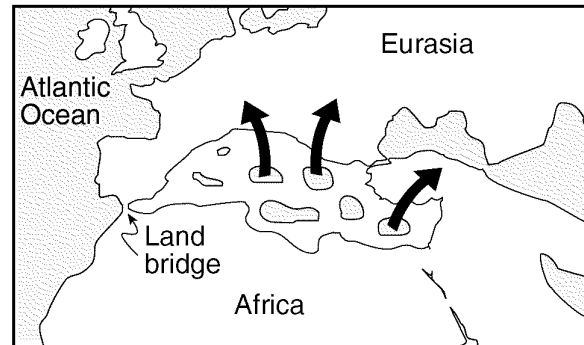 Eurasia
Atlantic
Ocean
Land
bridge
Africa